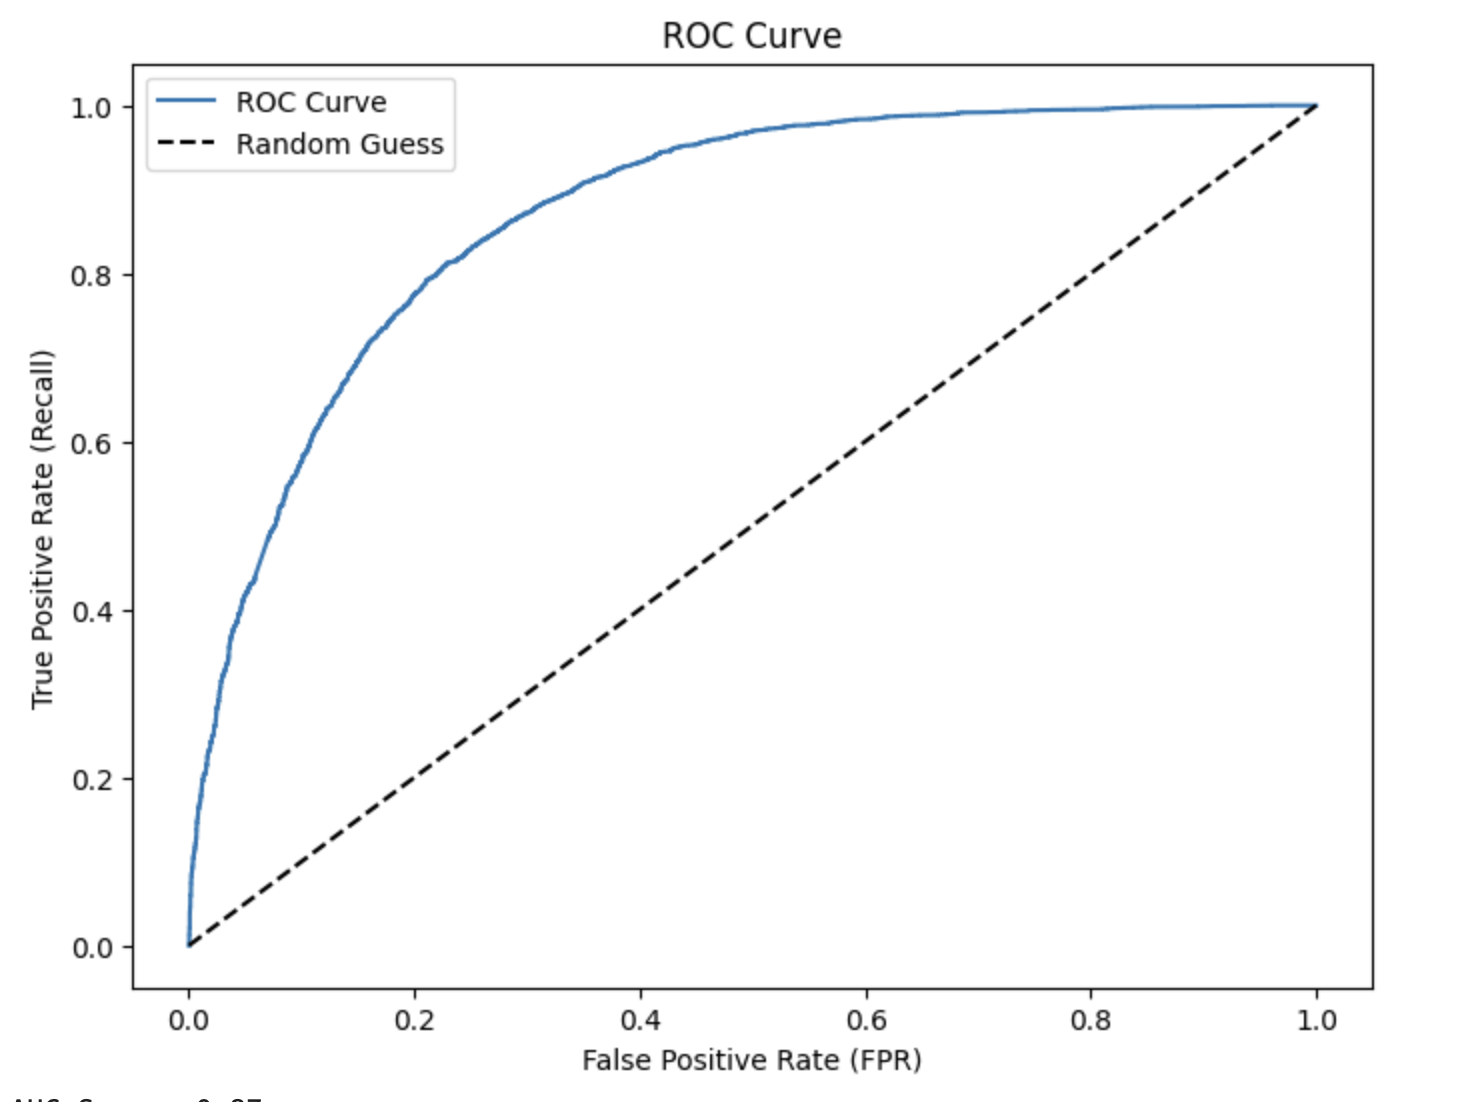 ROC Curve
ROC Curve
Random Guess
1.0
0.8
0.6
0.4
0.2
0.0
True Positive Rate (Recall)
0.0 0.2 0.4 0.6 0.8 1.0
False Positive Rate (FPR)